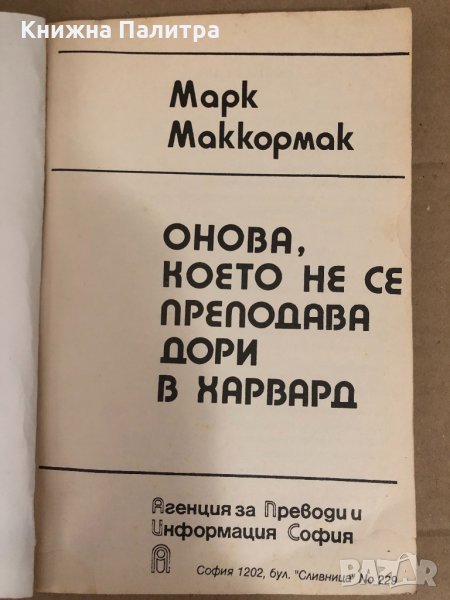 Книжна Палитра
Марк
Маккормак
ОНОВА,
КОЕТО НЕ СЕ
ПРЕПОДАВА
ДОРИ
В ХАРВАРД
Агенция за Преводи и
Информация София
София 1202, бул. "Сливница" № 229
BAZAR